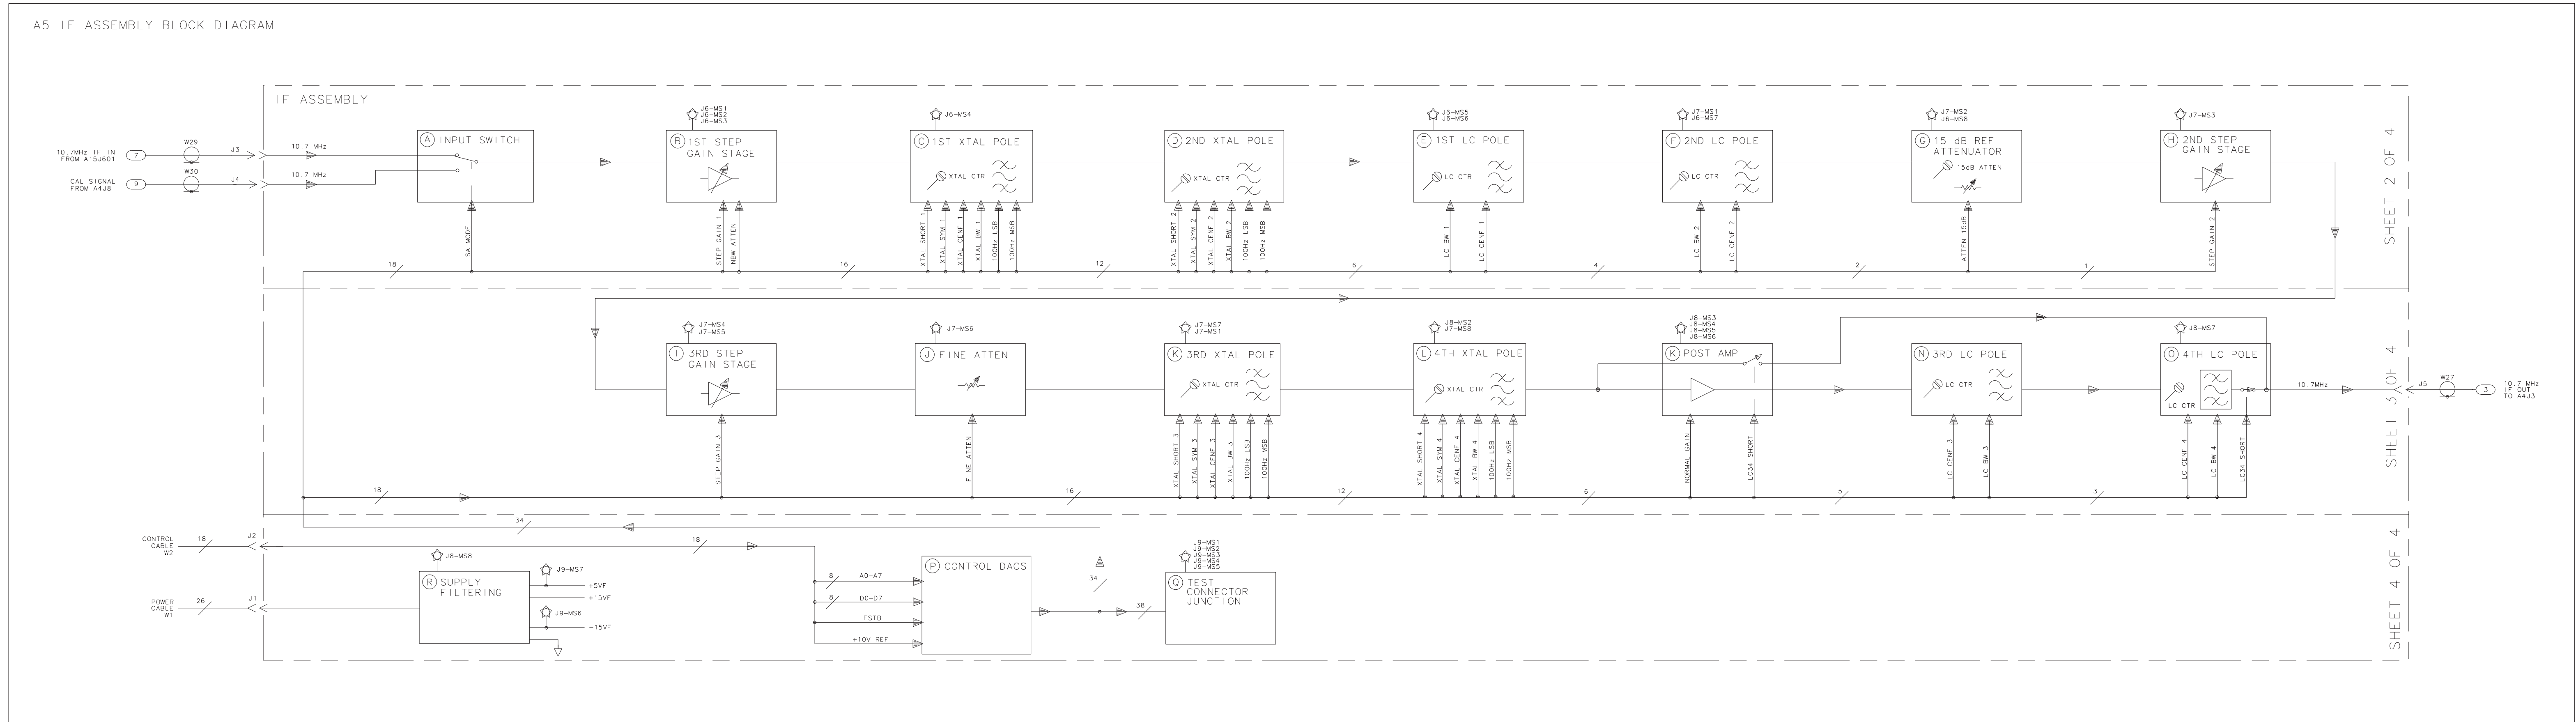 A5 IF ASSEMBLY BLOCK DIAGRAM
IF ASSEMBLY
10.7MHz IF IN
FROM A15J601
7
W29
J3
10.7 MHz
CAL SIGNAL
FROM A4J8
9
W30
J4
10.7 MHz
A INPUT SWITCH
SA MODE
J6-MS1
J6-MS2
J6-MS3
B 1ST STEP
GAIN STAGE
STEP GAIN 1
NBW ATTEN
J6-MS4
C 1ST XTAL POLE
XTAL CTR
XTAL SHORT 1
XTAL SYM 1
XTAL CENF 1
XTAL BW 1
100Hz LSB
100Hz MSB
D 2ND XTAL POLE
XTAL CTR
XTAL SHORT 2
XTAL SYM 2
XTAL CENF 2
XTAL BW 2
100Hz LSB
100Hz MSB
J6-MS5
J6-MS6
E 1ST LC POLE
LC CTR
LC BW 1
LC CENF 1
J7-MS1
J6-MS7
F 2ND LC POLE
LC CTR
LC BW 2
LC CENF 2
J7-MS2
J6-MS8
G 15 dB REF
ATTENUATOR
15dB ATTEN
ATTEN 15dB
J7-MS3
H 2ND STEP
GAIN STAGE
STEP GAIN 2
18
16
12
6
4
2
1
SHEET 2 OF 4
J7-MS4
J7-MS5
I 3RD STEP
GAIN STAGE
STEP GAIN 3
J7-MS6
J FINE ATTEN
FINE ATTEN
J7-MS7
J7-MS1
K 3RD XTAL POLE
XTAL CTR
XTAL SHORT 3
XTAL SYM 3
XTAL CENF 3
XTAL BW 3
100Hz LSB
100Hz MSB
J8-MS2
J7-MS8
L 4TH XTAL POLE
XTAL CTR
XTAL SHORT 4
XTAL SYM 4
XTAL CENF 4
XTAL BW 4
100Hz LSB
100Hz MSB
J8-MS3
J8-MS4
J8-MS5
J8-MS6
K POST AMP
NORMAL GAIN
LC34 SHORT
N 3RD LC POLE
LC CTR
LC CENF 3
LC BW 3
J8-MS7
O 4TH LC POLE
LC CTR
LC CENF 4
LC BW 4
LC34 SHORT
10.7MHz
J5
W27
3
10.7 MHz
IF OUT
TO A4J3
18
16
12
6
5
3
SHEET 3 OF 4
34
CONTROL
CABLE
W2
18
J2
18
POWER
CABLE
W1
26
J1
J8-MS8
R SUPPLY
FILTERING
J9-MS7
+5VF
+15VF
J9-MS6
-15VF
8
A0-A7
8
D0-D7
IFSTB
+10V REF
P CONTROL DACS
34
38
J9-MS1
J9-MS2
J9-MS3
J9-MS4
J9-MS5
Q TEST
CONNECTOR
JUNCTION
SHEET 4 OF 4